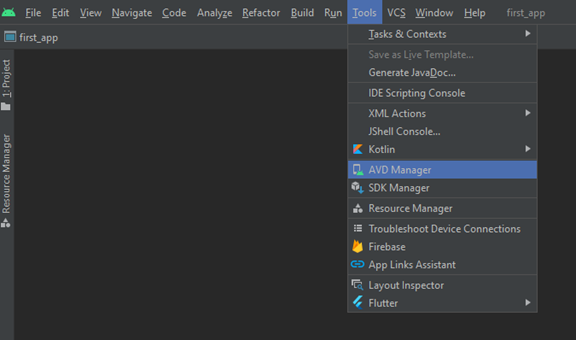 File Edit View Navigate Code Analyze Refactor Build Run Tools VCS Window Help first_app
first_app
1: Project
Resource Manager
Tasks & Contexts
Save as Live Template...
Generate JavaDoc...
IDE Scripting Console
XML Actions
JShell Console...
Kotlin
AVD Manager
SDK Manager
Resource Manager
Troubleshoot Device Connections
Firebase
App Links Assistant
Layout Inspector
Flutter